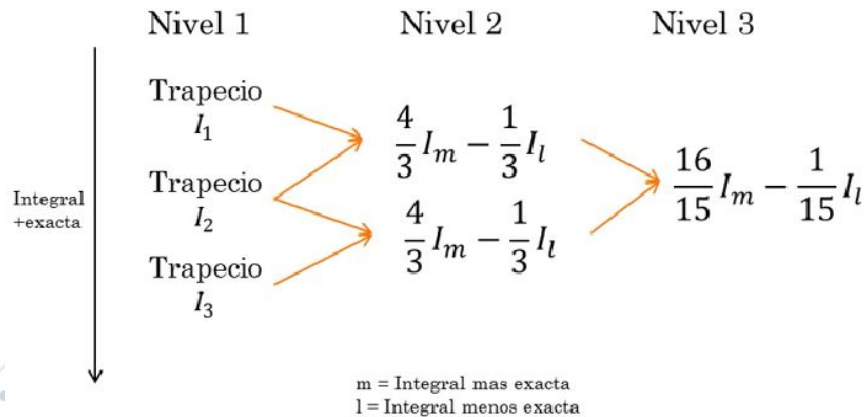 Nivel 1 Nivel 2 Nivel 3
Trapecio
I₁
Trapecio
I₂
Trapecio
I₃
Integral
+exacta
4/3 Iₘ − 1/3 Iₗ
4/3 Iₘ − 1/3 Iₗ
16/15 Iₘ − 1/15 Iₗ
m = Integral mas exacta
l = Integral menos exacta